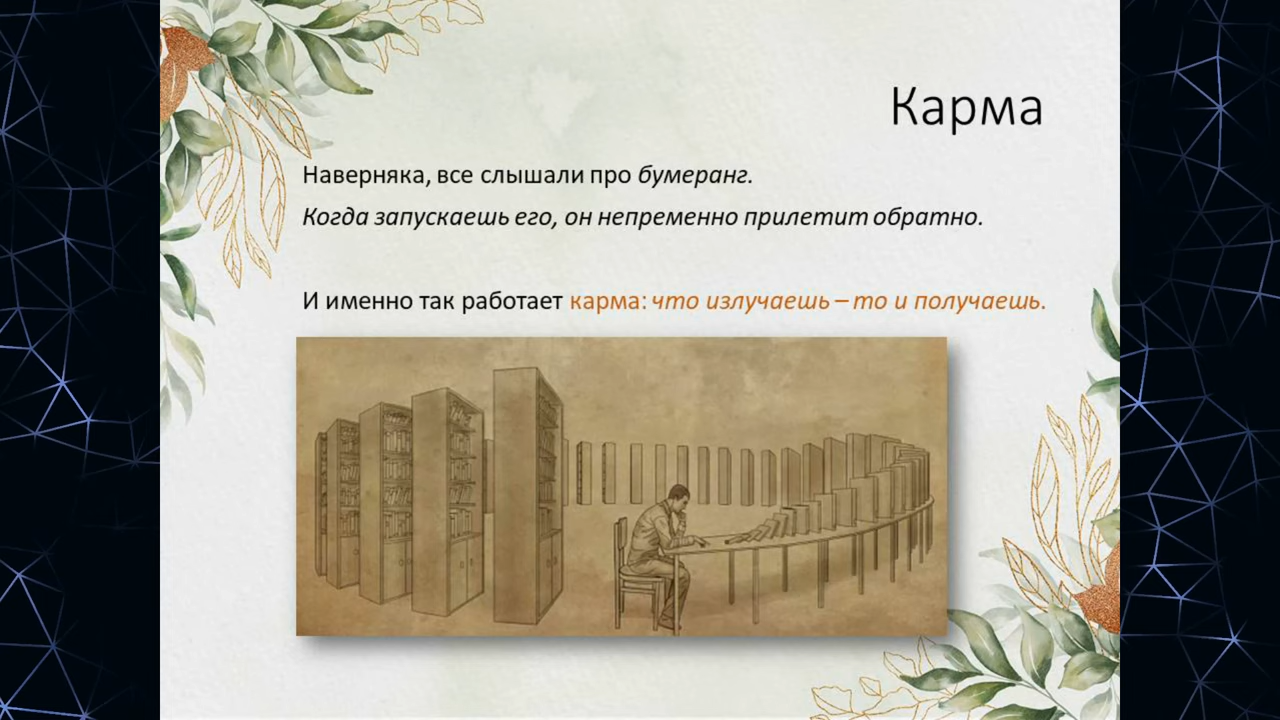 Карма
Наверняка, все слышали про бумеранг.
Когда запускаешь его, он непременно прилетит обратно.
И именно так работает карма: что излучаешь – то и получаешь.